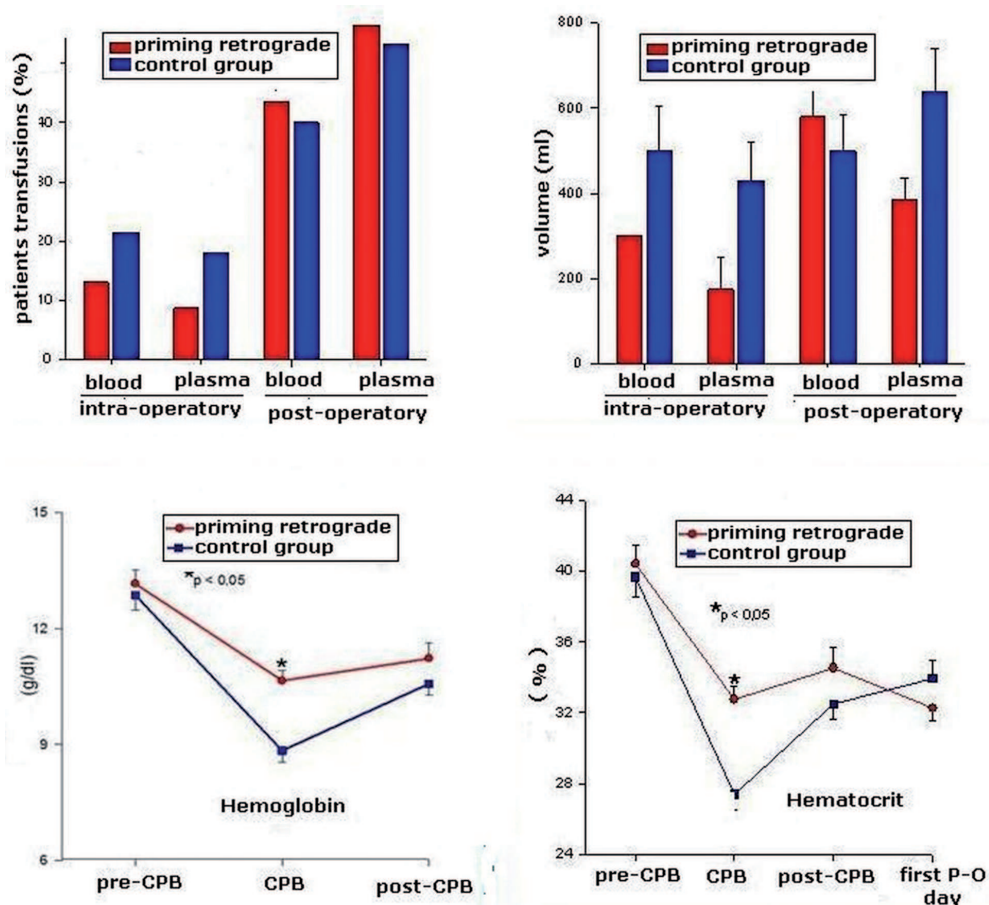 priming retrograde
control group
patients transfusions (%)
40
30
20
10
0
blood plasma blood plasma
intra-operatory post-operatory
priming retrograde
control group
volume (ml)
800
600
400
200
0
blood plasma blood plasma
intra-operatory post-operatory
priming retrograde
control group
*p < 0,05
(g/dl)
15
12
9
6
*
Hemoglobin
pre-CPB CPB post-CPB
priming retrograde
control group
*p < 0,05
(%)
44
40
36
32
28
24
*
Hematocrit
pre-CPB CPB post-CPB first P-O
day